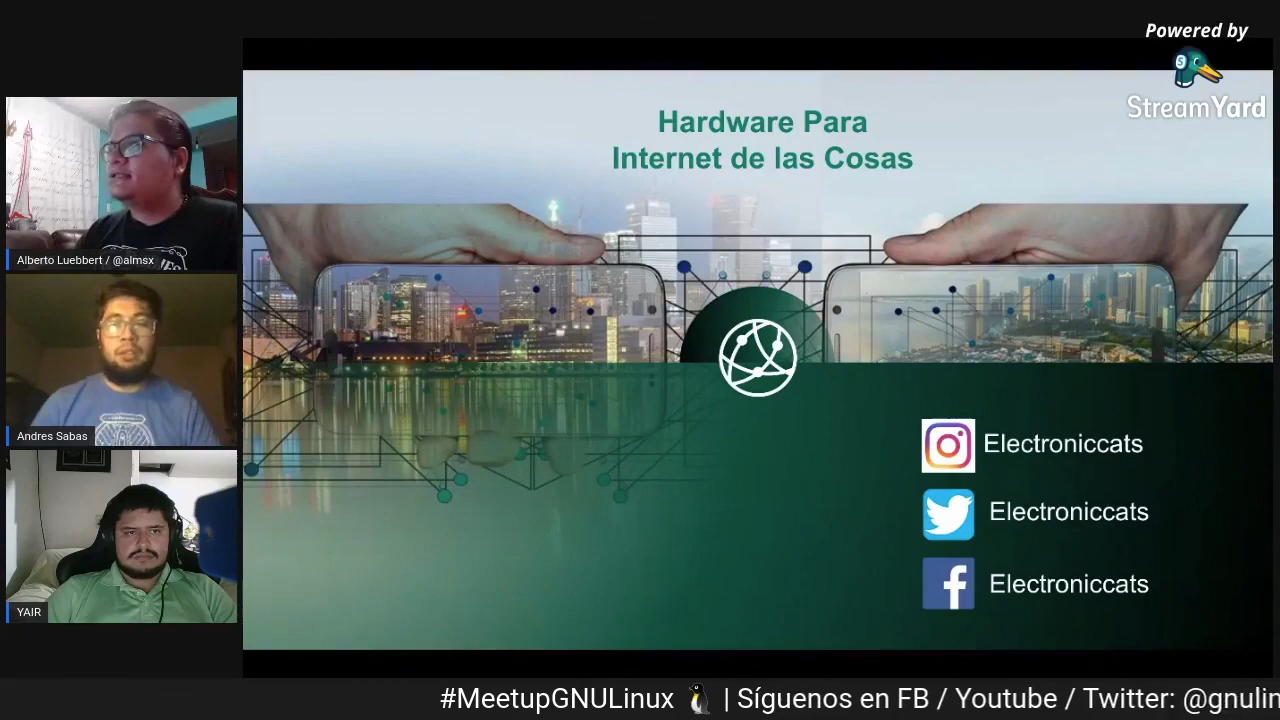 Powered by
StreamYard
Hardware Para
Internet de las Cosas
Alberto Luebbert / @almsx
Andres Sabas
YAIR
Electroniccats
Electroniccats
Electroniccats
#MeetupGNULinux 🐧 | Síguenos en FB / Youtube / Twitter: @gnulin